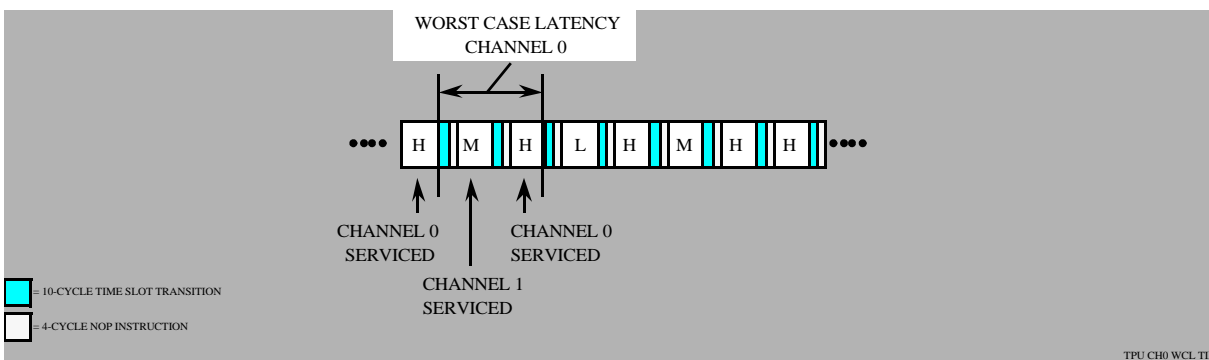 WORST CASE LATENCY
CHANNEL 0
H M H L H M H H
CHANNEL 0
SERVICED
CHANNEL 0
SERVICED
CHANNEL 1
SERVICED
= 10-CYCLE TIME SLOT TRANSITION
= 4-CYCLE NOP INSTRUCTION
TPU CH0 WCL TI